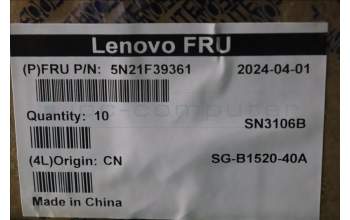 Lenovo FRU
(P)FRU P/N: 5N21F39361 2024-04-01
Quantity: 10
SN3106B
(4L)Origin: CN SG-B1520-40A
Made in China